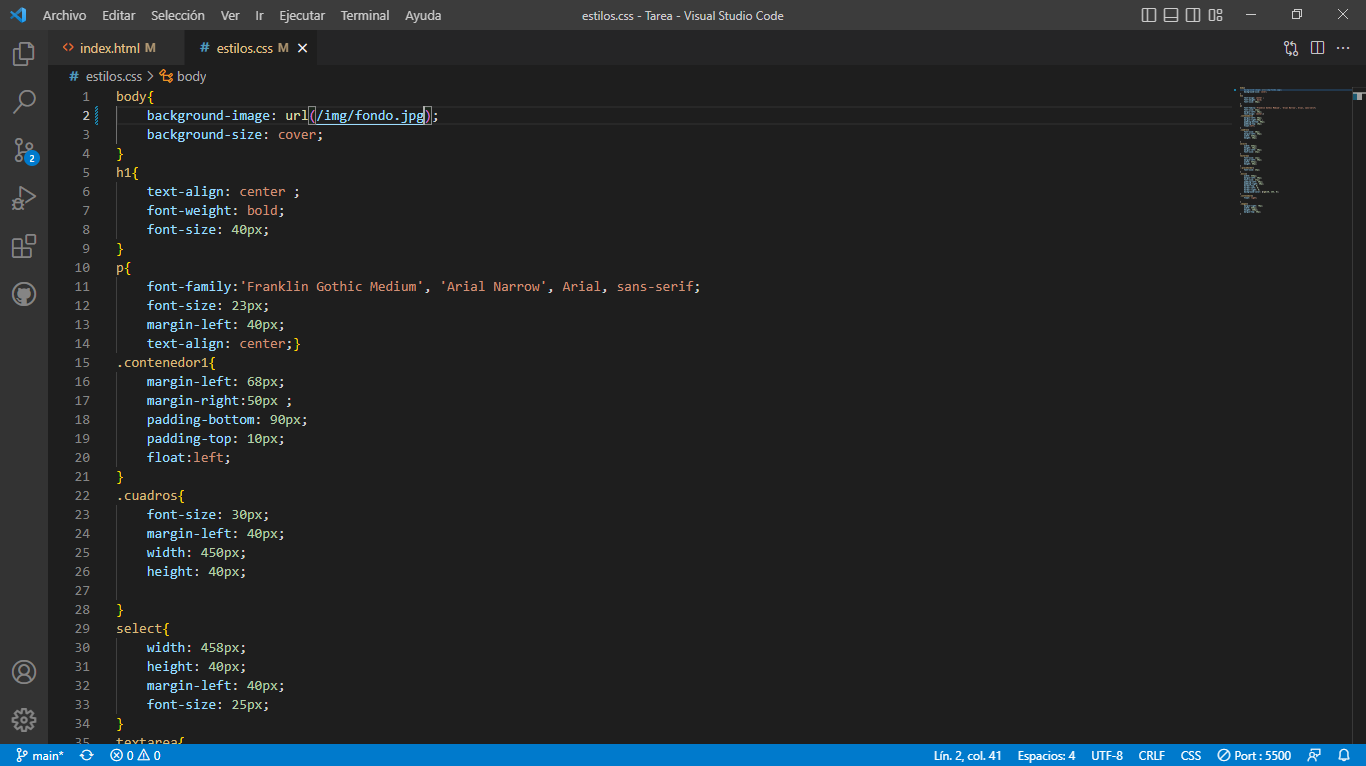 Archivo Editar Selección Ver Ir Ejecutar Terminal Ayuda estilos.css - Tarea - Visual Studio Code
<> index.html M # estilos.css M
# estilos.css > body
1 body{
2 background-image: url(/img/fondo.jpg);
3 background-size: cover;
4 }
5 h1{
6 text-align: center ;
7 font-weight: bold;
8 font-size: 40px;
9 }
10 p{
11 font-family:'Franklin Gothic Medium', 'Arial Narrow', Arial, sans-serif;
12 font-size: 23px;
13 margin-left: 40px;
14 text-align: center;}
15 .contenedor1{
16 margin-left: 68px;
17 margin-right:50px ;
18 padding-bottom: 90px;
19 padding-top: 10px;
20 float:left;
21 }
22 .cuadros{
23 font-size: 30px;
24 margin-left: 40px;
25 width: 450px;
26 height: 40px;
27
28 }
29 select{
30 width: 458px;
31 height: 40px;
32 margin-left: 40px;
33 font-size: 25px;
34 }
35 textarea{
2
main* 0 0 Lín. 2, col. 41 Espacios: 4 UTF-8 CRLF CSS Port : 5500